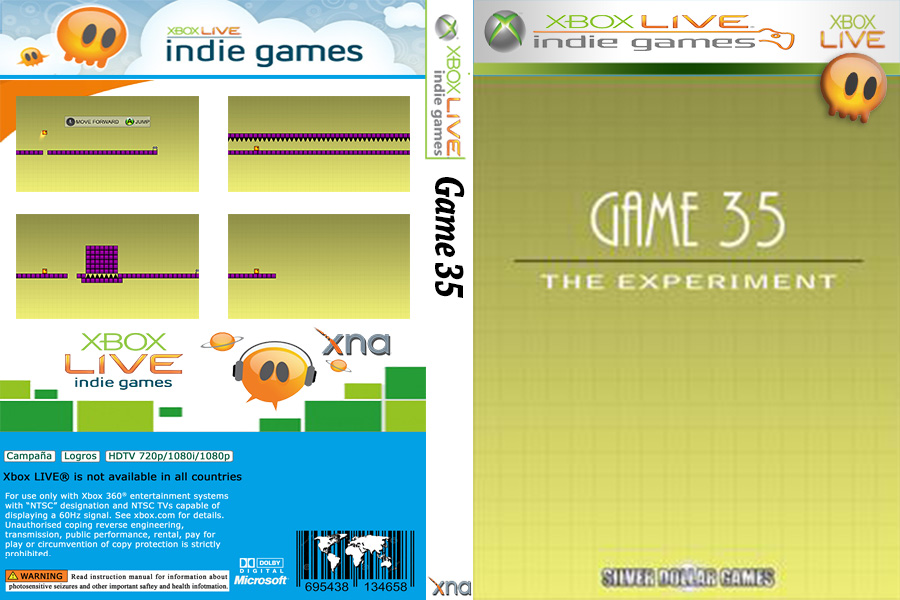 XBOX LIVE
indie games
MOVE FORWARD A JUMP
XBOX
LIVE
indie games
xna
Campaña Logros HDTV 720p/1080i/1080p
Xbox LIVE® is not available in all countries
For use only with Xbox 360® entertainment systems
with “NTSC” designation and NTSC TVs capable of
displaying a 60Hz signal. See xbox.com for details.
Unauthorised coping reverse engineering,
transmission, public performance, rental, pay for
play or circumvention of copy protection is strictly
prohibited.
WARNING Read instruction manual for information about
photosensitive seizures and other important saftey and health infotmation.
DOLBY
DIGITAL
Microsoft
695438 134658
XBOX LIVE
indie games
Game 35
xna
XBOX LIVE
indie games
XBOX
LIVE
GAME 35
THE EXPERIMENT
SILVER DOLLAR GAMES